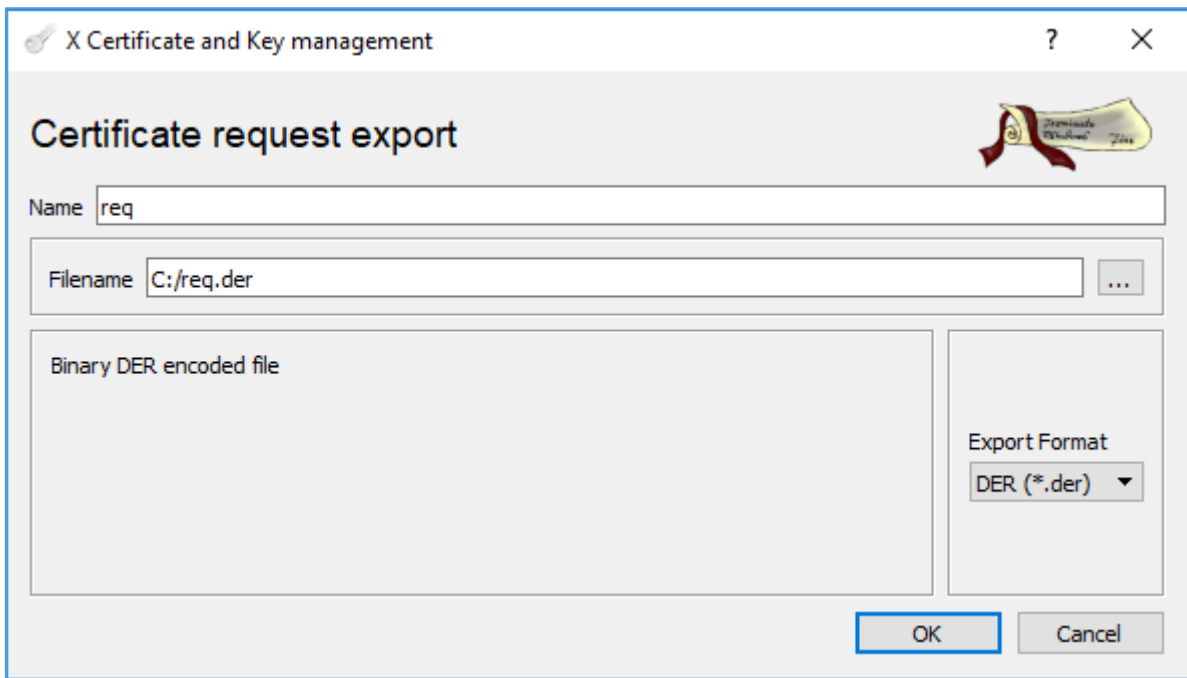 X Certificate and Key management
?
Certificate request export
Name req
Filename C:/req.der ...
Binary DER encoded file
Export Format
DER (*.der)
OK Cancel